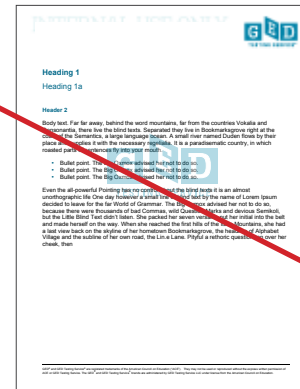 INTERNAL USE ONLY
GED
TESTING SERVICE
Heading 1
Heading 1a
Header 2
Body text. Far far away, behind the word mountains, far from the countries Vokalia and
Consonantia, there live the blind texts. Separated they live in Bookmarksgrove right at the
coast of the Semantics, a large language ocean. A small river named Duden flows by their
place and supplies it with the necessary regelialia. It is a paradisematic country, in which
roasted parts of sentences fly into your mouth.
GED
• Bullet point. The Big Oxmox advised her not to do so,
• Bullet point. The Big Oxmox advised her not to do so,
• Bullet point. The Big Oxmox advised her not to do so,
Even the all-powerful Pointing has no control about the blind texts it is an almost
unorthographic life One day however a small line of blind text by the name of Lorem Ipsum
decided to leave for the far World of Grammar. The Big Oxmox advised her not to do so,
because there were thousands of bad Commas, wild Question Marks and devious Semikoli,
but the Little Blind Text didn't listen. She packed her seven versalia, put her initial into the belt
and made herself on the way. When she reached the first hills of the Italic Mountains, she had
a last view back on the skyline of her hometown Bookmarksgrove, the headline of Alphabet
Village and the subline of her own road, the Line Lane. Pityful a rethoric question ran over her
cheek, then